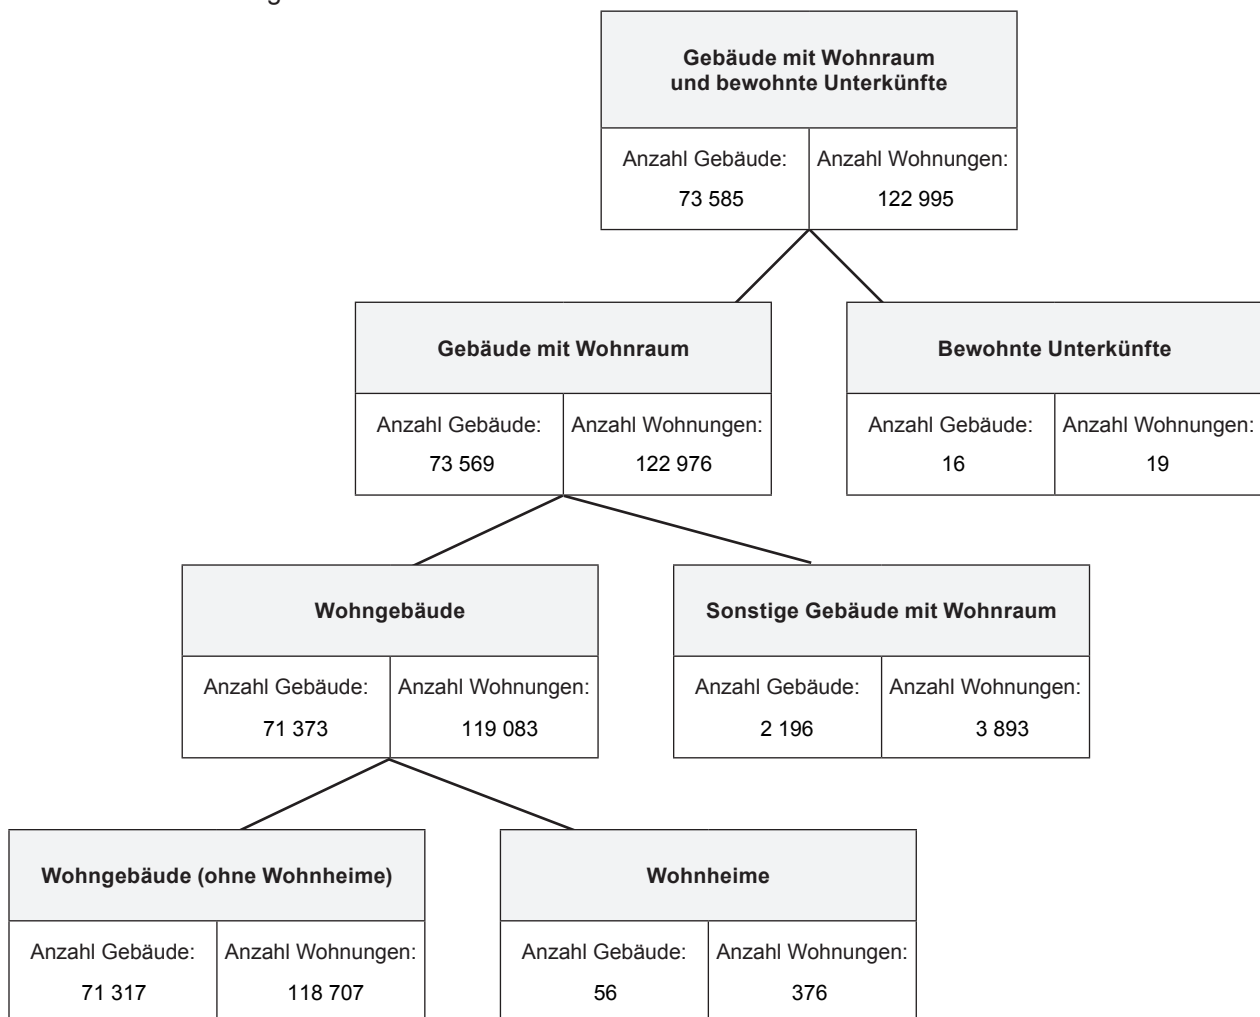 Gebäude mit Wohnraum
und bewohnte Unterkünfte
Anzahl Gebäude: Anzahl Wohnungen:
73 585 122 995
Gebäude mit Wohnraum
Anzahl Gebäude: Anzahl Wohnungen:
73 569 122 976
Bewohnte Unterkünfte
Anzahl Gebäude: Anzahl Wohnungen:
16 19
Wohngebäude
Anzahl Gebäude: Anzahl Wohnungen:
71 373 119 083
Sonstige Gebäude mit Wohnraum
Anzahl Gebäude: Anzahl Wohnungen:
2 196 3 893
Wohngebäude (ohne Wohnheime)
Anzahl Gebäude: Anzahl Wohnungen:
71 317 118 707
Wohnheime
Anzahl Gebäude: Anzahl Wohnungen:
56 376